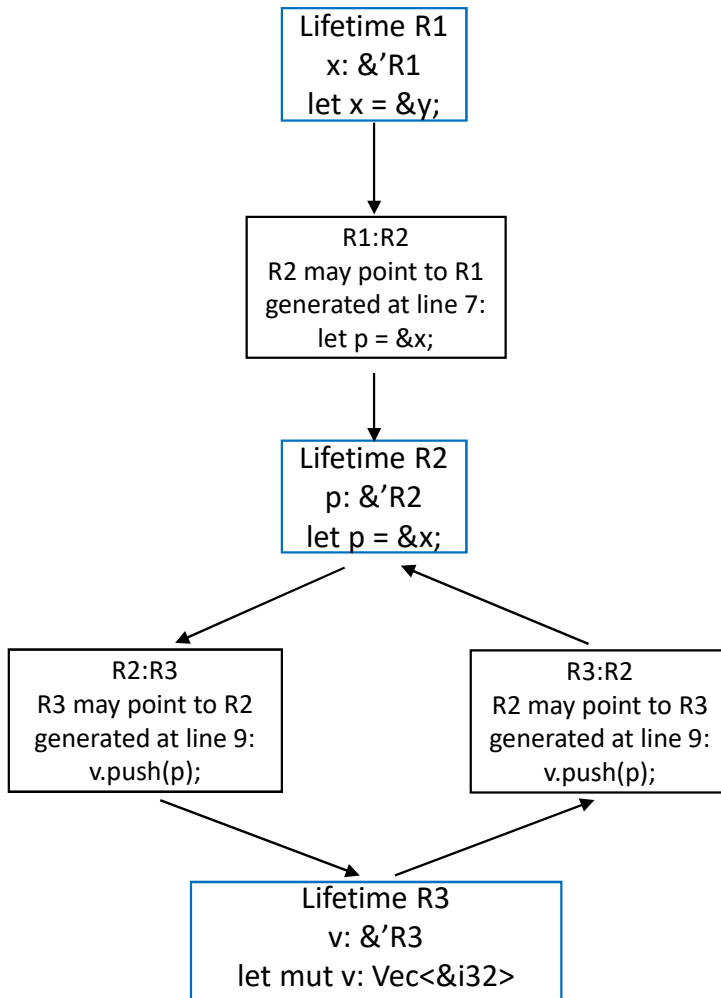 Lifetime R1
x: &’R1
let x = &y;
R1:R2
R2 may point to R1
generated at line 7:
let p = &x;
Lifetime R2
p: &’R2
let p = &x;
R2:R3
R3 may point to R2
generated at line 9:
v.push(p);
R3:R2
R2 may point to R3
generated at line 9:
v.push(p);
Lifetime R3
v: &’R3
let mut v: Vec<&i32>